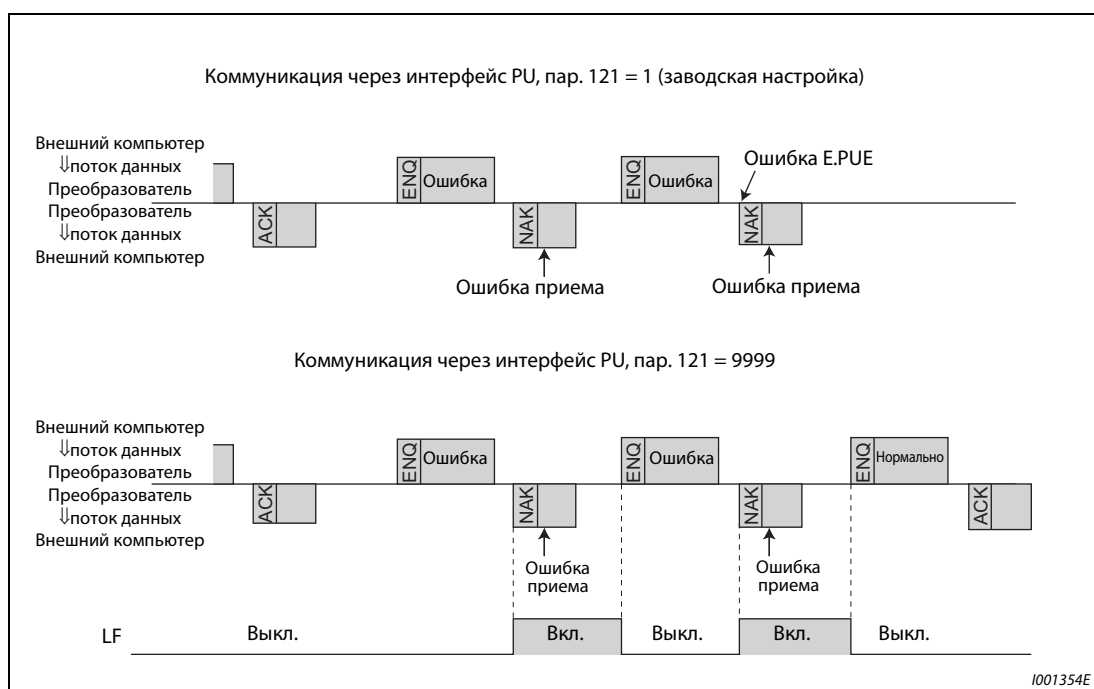 Коммуникация через интерфейс PU, пар. 121 = 1 (заводская настройка)
Внешний компьютер
⇓поток данных
Преобразователь
Преобразователь
⇓поток данных
Внешний компьютер
ACK
ENQ Ошибка
NAK
Ошибка приема
ENQ Ошибка
Ошибка E.PUE
NAK
Ошибка приема
Коммуникация через интерфейс PU, пар. 121 = 9999
Внешний компьютер
⇓поток данных
Преобразователь
Преобразователь
⇓поток данных
Внешний компьютер
ACK
ENQ Ошибка
NAK
Ошибка
приема
ENQ Ошибка
NAK
Ошибка
приема
ENQ Нормально
ACK
LF Выкл. Вкл. Выкл. Вкл. Выкл.
I001354E